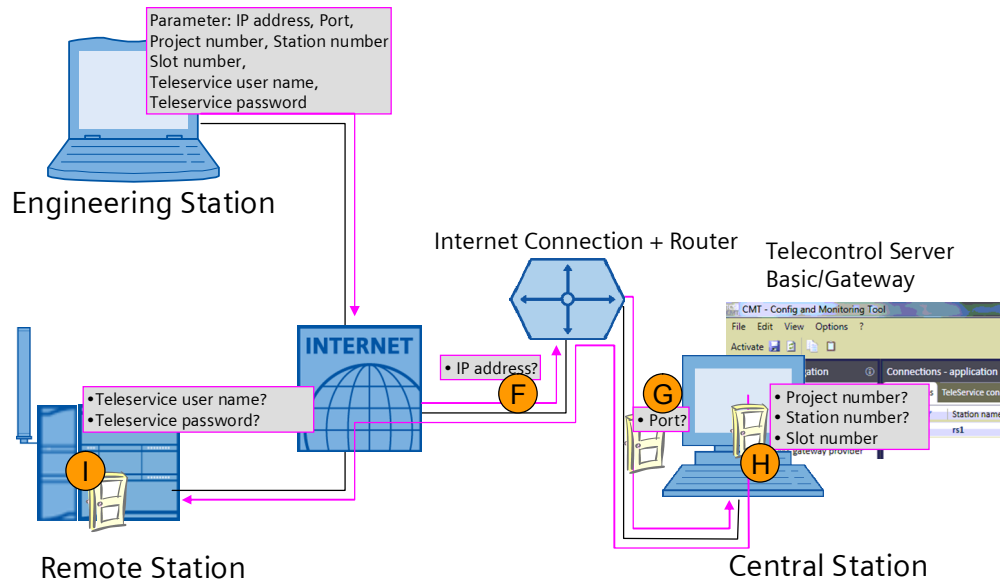 Parameter: IP address, Port,
Project number, Station number
Slot number,
Teleservice user name,
Teleservice password
Engineering Station
Internet Connection + Router
Telecontrol Server
Basic/Gateway
CMT - Config and Monitoring Tool
File Edit View Options ?
Activate
gation
Connections - application
TeleService con
Station name
rs1
gateway provider
INTERNET
• IP address?
F
G
• Port?
• Project number?
• Station number?
• Slot number
H
• Teleservice user name?
• Teleservice password?
I
Remote Station
Central Station